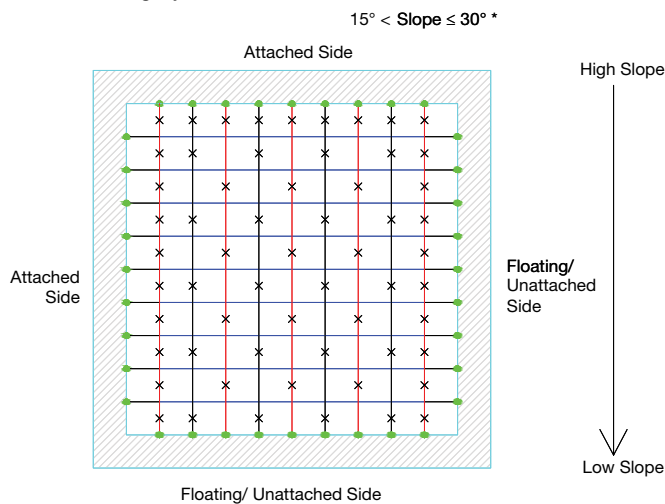 15° < Slope ≤ 30° *
Attached Side
High Slope
Attached
Side
Floating/
Unattached
Side
Low Slope
Floating/ Unattached Side